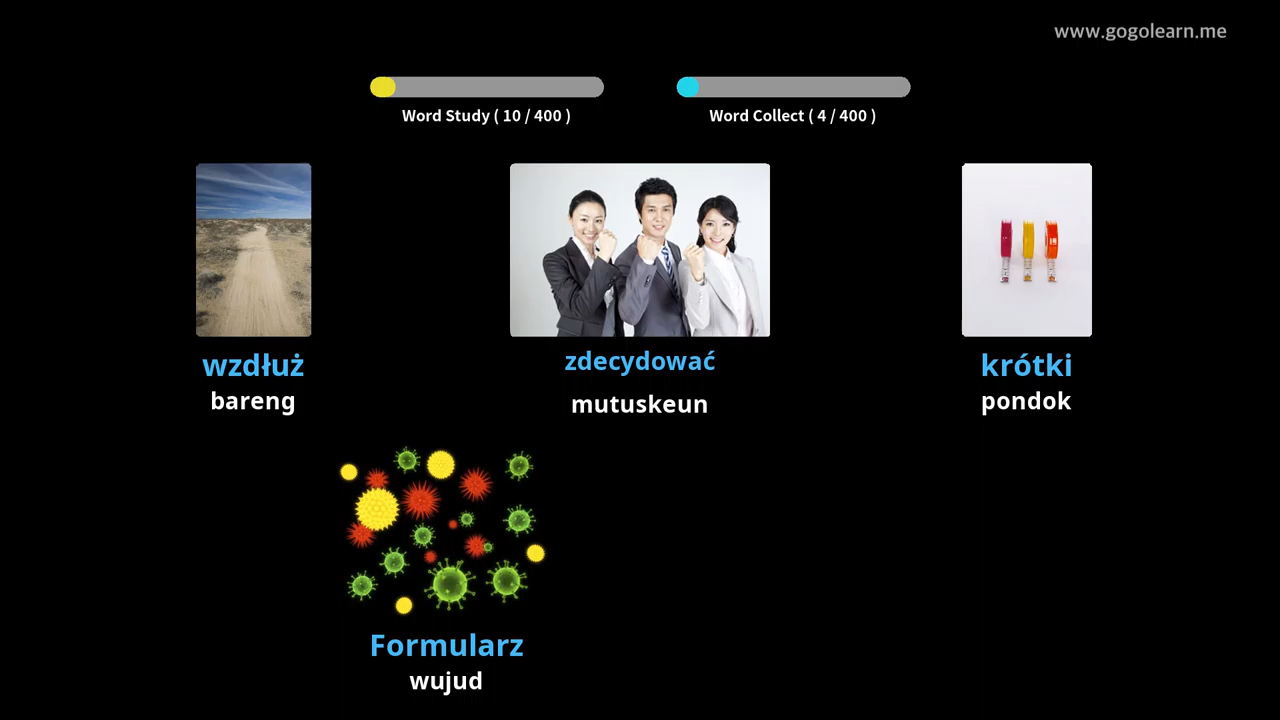 www.gogolearn.me
Word Study ( 10 / 400 )
Word Collect ( 4 / 400 )
wzdłuż
bareng
zdecydować
mutuskeun
krótki
pondok
Formularz
wujud